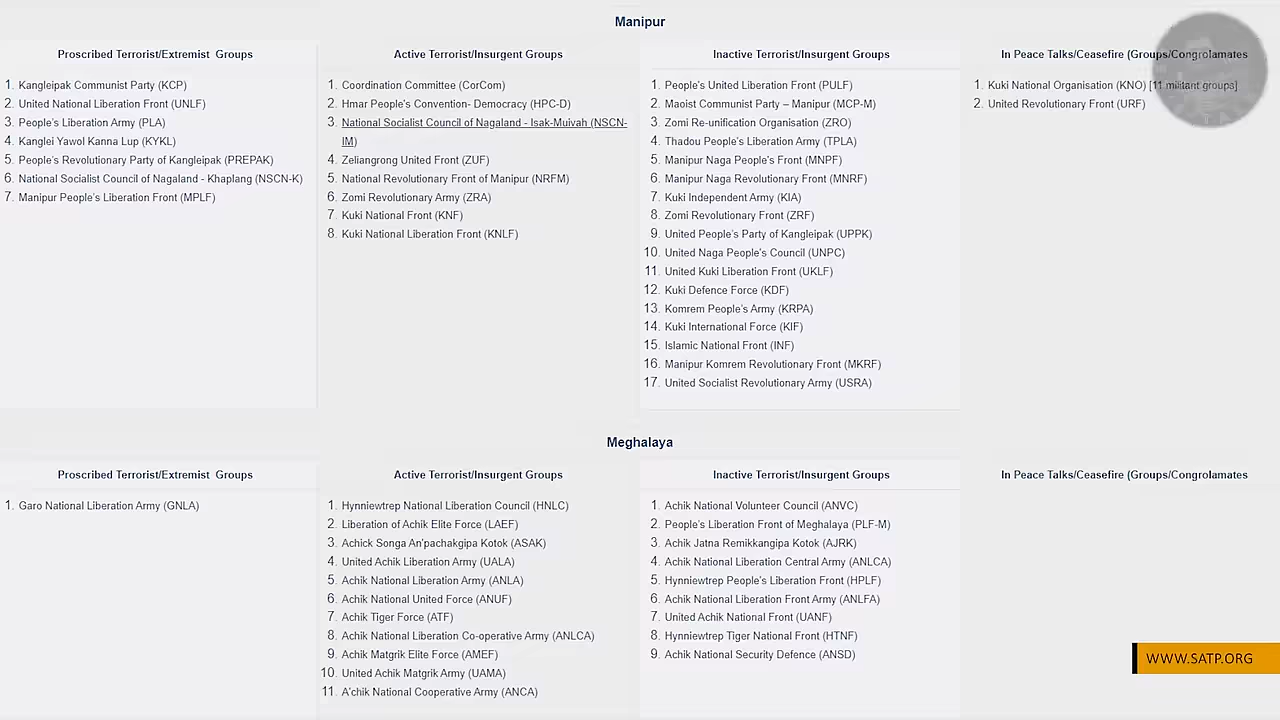 Manipur
Proscribed Terrorist/Extremist Groups
1. Kangleipak Communist Party (KCP)
2. United National Liberation Front (UNLF)
3. People's Liberation Army (PLA)
4. Kanglei Yawol Kanna Lup (KYKL)
5. People's Revolutionary Party of Kangleipak (PREPAK)
6. National Socialist Council of Nagaland - Khaplang (NSCN-K)
7. Manipur People's Liberation Front (MPLF)
Active Terrorist/Insurgent Groups
1. Coordination Committee (CorCom)
2. Hmar People's Convention- Democracy (HPC-D)
3. National Socialist Council of Nagaland - Isak-Muivah (NSCN-
IM)
4. Zeliangrong United Front (ZUF)
5. National Revolutionary Front of Manipur (NRFM)
6. Zomi Revolutionary Army (ZRA)
7. Kuki National Front (KNF)
8. Kuki National Liberation Front (KNLF)
Inactive Terrorist/Insurgent Groups
1. People's United Liberation Front (PULF)
2. Maoist Communist Party – Manipur (MCP-M)
3. Zomi Re-unification Organisation (ZRO)
4. Thadou People's Liberation Army (TPLA)
5. Manipur Naga People's Front (MNPF)
6. Manipur Naga Revolutionary Front (MNRF)
7. Kuki Independent Army (KIA)
8. Zomi Revolutionary Front (ZRF)
9. United People's Party of Kangleipak (UPPK)
10. United Naga People's Council (UNPC)
11. United Kuki Liberation Front (UKLF)
12. Kuki Defence Force (KDF)
13. Komrem People's Army (KRPA)
14. Kuki International Force (KIF)
15. Islamic National Front (INF)
16. Manipur Komrem Revolutionary Front (MKRF)
17. United Socialist Revolutionary Army (USRA)
In Peace Talks/Ceasefire (Groups/Congrolamates
1. Kuki National Organisation (KNO) [11 militant groups]
2. United Revolutionary Front (URF)
Meghalaya
Proscribed Terrorist/Extremist Groups
1. Garo National Liberation Army (GNLA)
Active Terrorist/Insurgent Groups
1. Hynniewtrep National Liberation Council (HNLC)
2. Liberation of Achik Elite Force (LAEF)
3. Achick Songa An'pachakgipa Kotok (ASAK)
4. United Achik Liberation Army (UALA)
5. Achik National Liberation Army (ANLA)
6. Achik National United Force (ANUF)
7. Achik Tiger Force (ATF)
8. Achik National Liberation Co-operative Army (ANLCA)
9. Achik Matgrik Elite Force (AMEF)
10. United Achik Matgrik Army (UAMA)
11. A'chik National Cooperative Army (ANCA)
Inactive Terrorist/Insurgent Groups
1. Achik National Volunteer Council (ANVC)
2. People's Liberation Front of Meghalaya (PLF-M)
3. Achik Jatna Remikkangipa Kotok (AJRK)
4. Achik National Liberation Central Army (ANLCA)
5. Hynniewtrep People's Liberation Front (HPLF)
6. Achik National Liberation Front Army (ANLFA)
7. United Achik National Front (UANF)
8. Hynniewtrep Tiger National Front (HTNF)
9. Achik National Security Defence (ANSD)
In Peace Talks/Ceasefire (Groups/Congrolamates
WWW.SATP.ORG